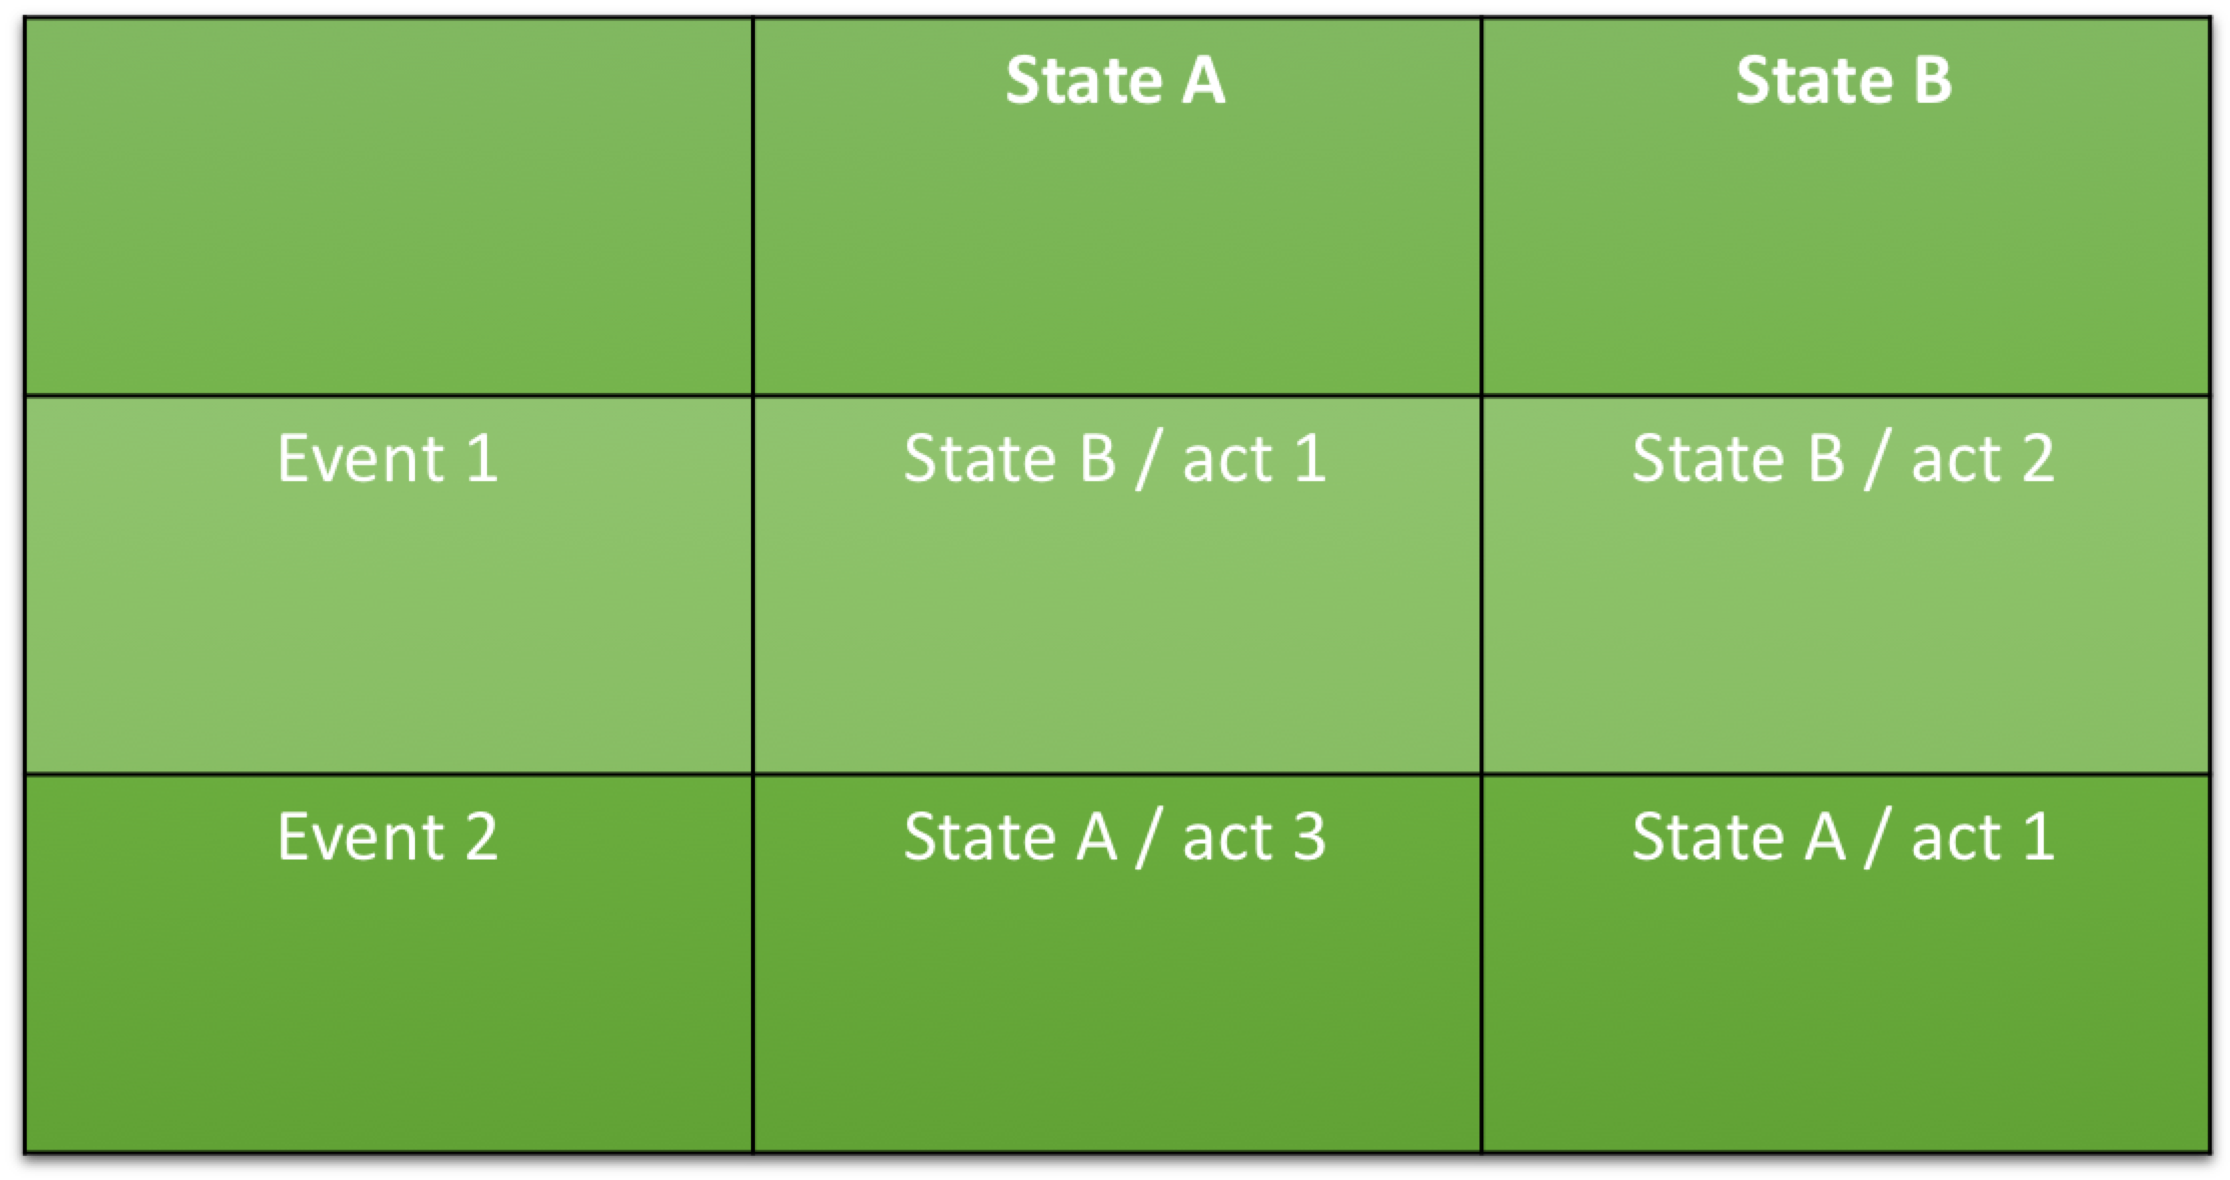 State A State B
Event 1 State B / act 1 State B / act 2
Event 2 State A / act 3 State A / act 1